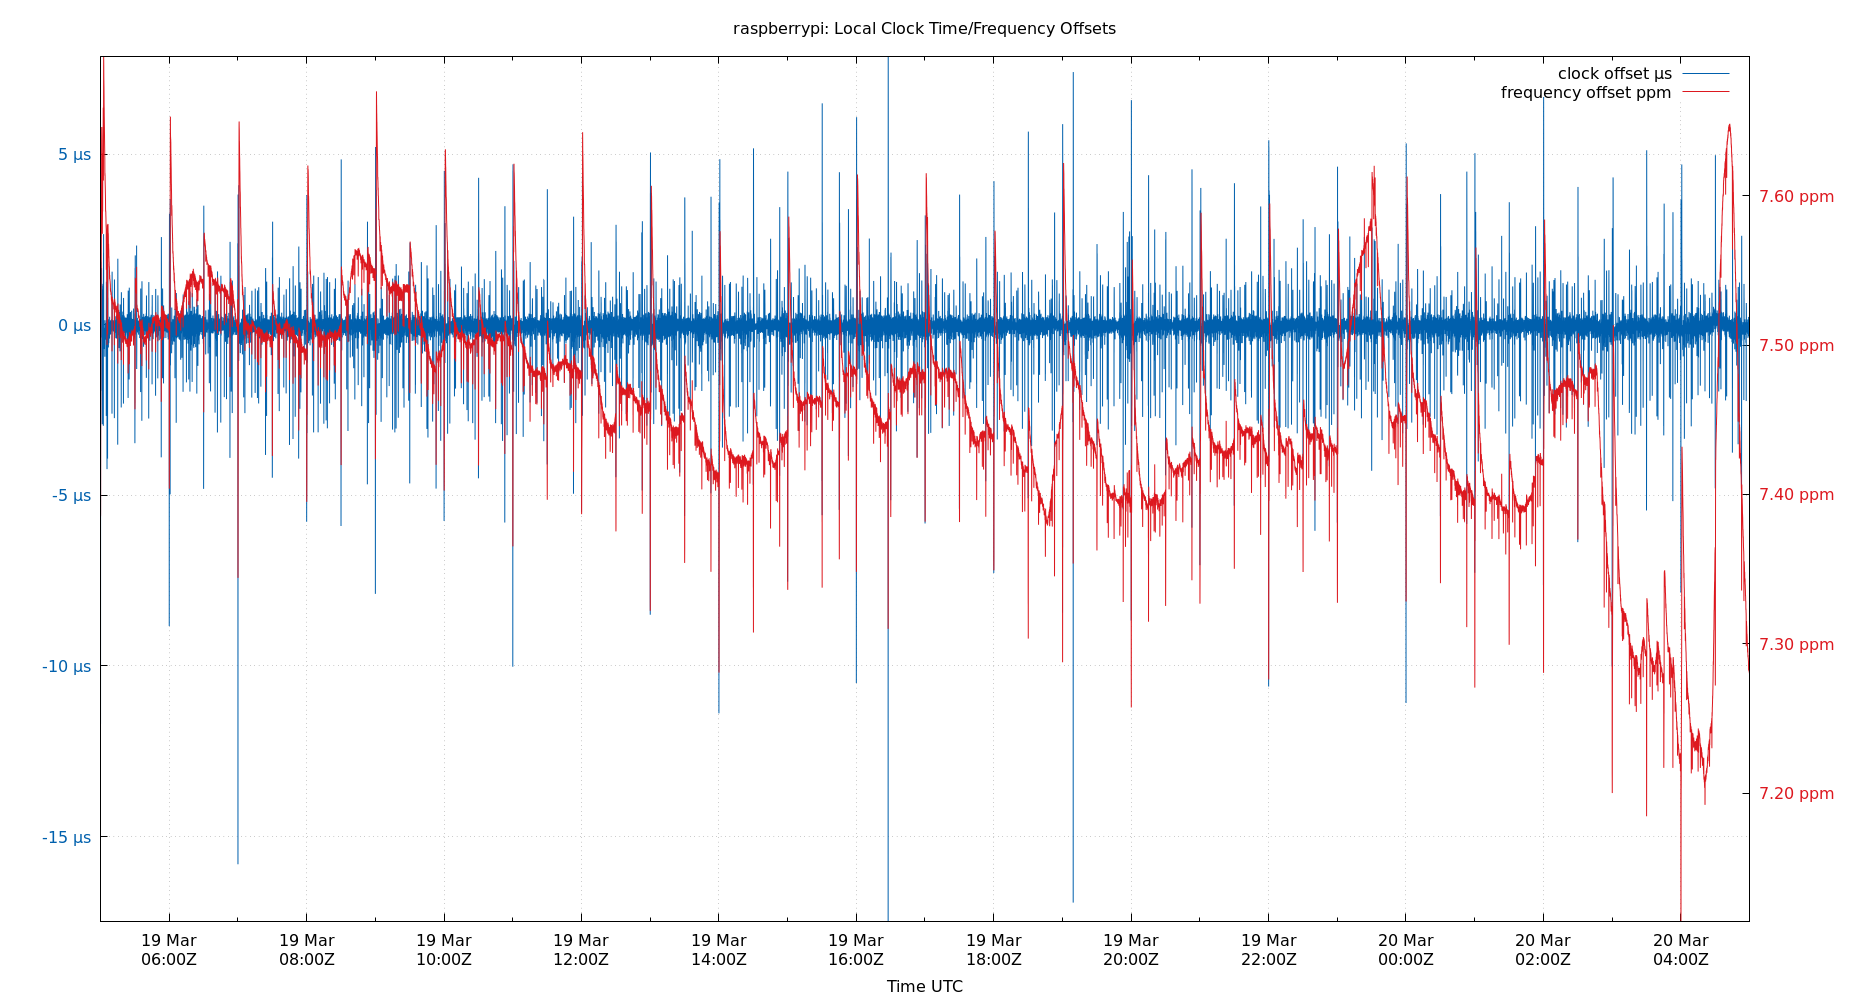 raspberrypi: Local Clock Time/Frequency Offsets
clock offset µs
frequency offset ppm
5 µs
0 µs
-5 µs
-10 µs
-15 µs
7.60 ppm
7.50 ppm
7.40 ppm
7.30 ppm
7.20 ppm
19 Mar
06:00Z
19 Mar
08:00Z
19 Mar
10:00Z
19 Mar
12:00Z
19 Mar
14:00Z
19 Mar
16:00Z
19 Mar
18:00Z
19 Mar
20:00Z
19 Mar
22:00Z
20 Mar
00:00Z
20 Mar
02:00Z
20 Mar
04:00Z
Time UTC